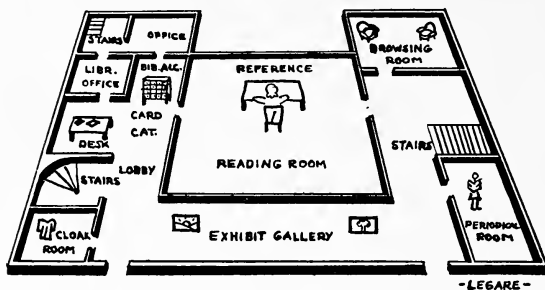 STAIRS
OFFICE
BROWSING
ROOM
LIBR.
OFFICE
BIB. ALC.
REFERENCE
CARD
CAT.
DESK
STAIRS
LOBBY
READING ROOM
STAIRS
CLOAK
ROOM
EXHIBIT GALLERY
PERIODICAL
ROOM
-LEGARE-